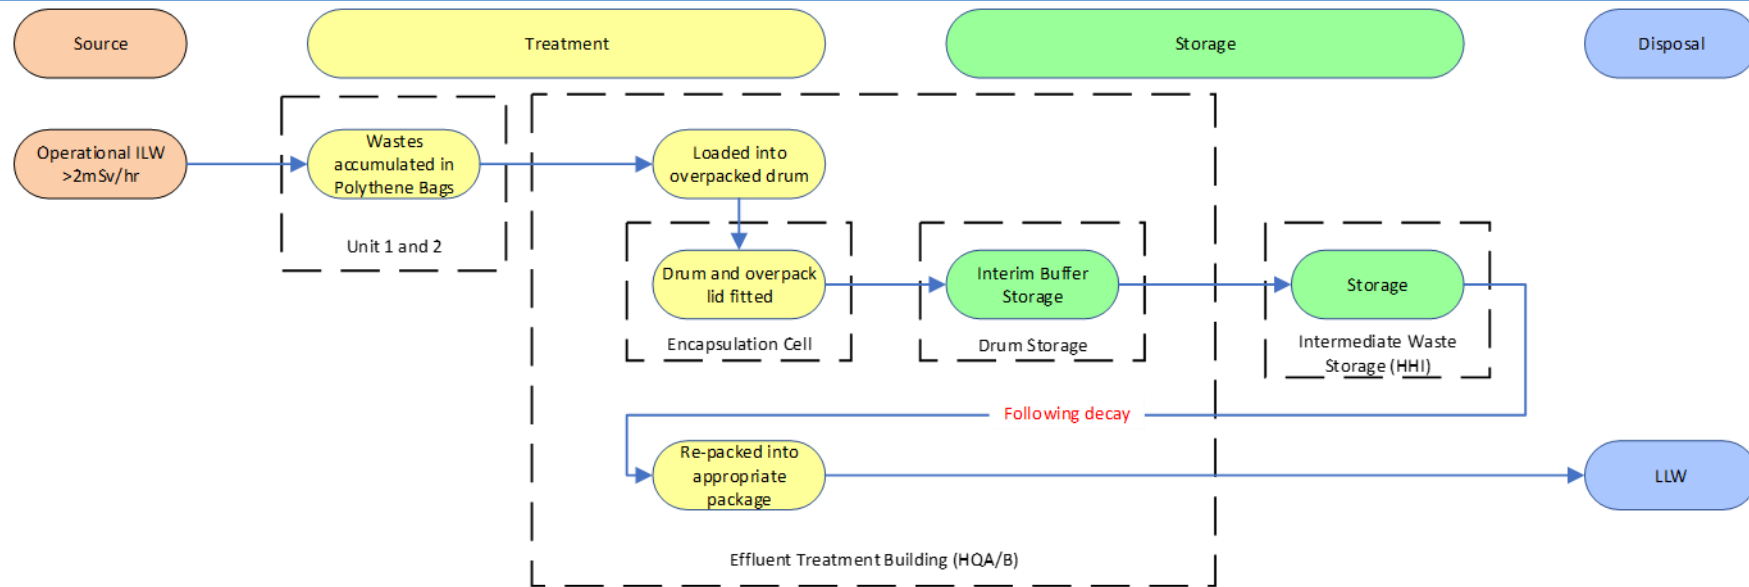 Source
Treatment
Storage
Disposal
Operational ILW
>2mSv/hr
Wastes
accumulated in
Polythene Bags
Unit 1 and 2
Loaded into
overpacked drum
Drum and overpack
lid fitted
Encapsulation Cell
Interim Buffer
Storage
Drum Storage
Storage
Intermediate Waste
Storage (HHI)
Following decay
Re-packed into
appropriate
package
LLW
Effluent Treatment Building (HQA/B)